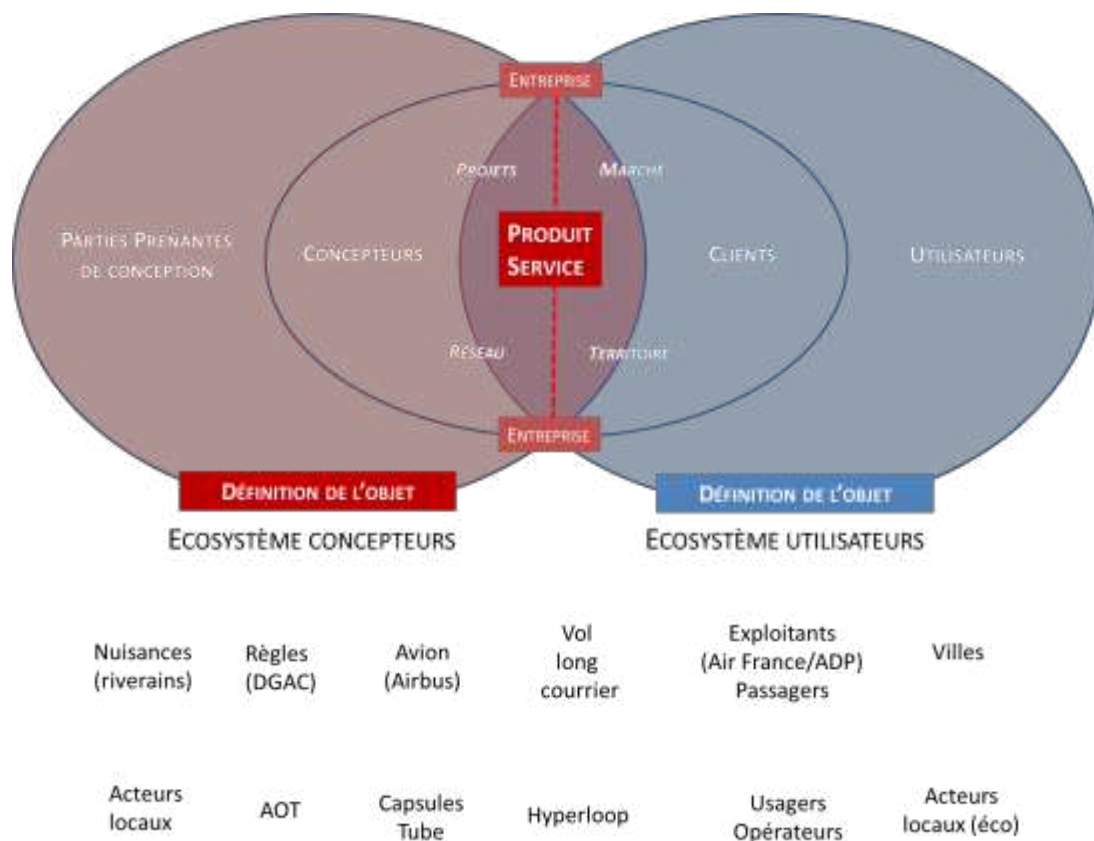 ENTREPRISE
PROJETS
MARCHÉ
PARTIES PRENANTES
DE CONCEPTION
CONCEPTEURS
PRODUIT
SERVICE
CLIENTS
UTILISATEURS
RÉSEAU
TERRITOIRE
ENTREPRISE
DÉFINITION DE L'OBJET
DÉFINITION DE L'OBJET
ECOSYSTÈME CONCEPTEURS
ECOSYSTÈME UTILISATEURS
Nuisances
(riverains)
Règles
(DGAC)
Avion
(Airbus)
Vol
long
courrier
Exploitants
(Air France/ADP)
Passagers
Villes
Acteurs
locaux
AOT
Capsules
Tube
Hyperloop
Usagers
Opérateurs
Acteurs
locaux (éco)